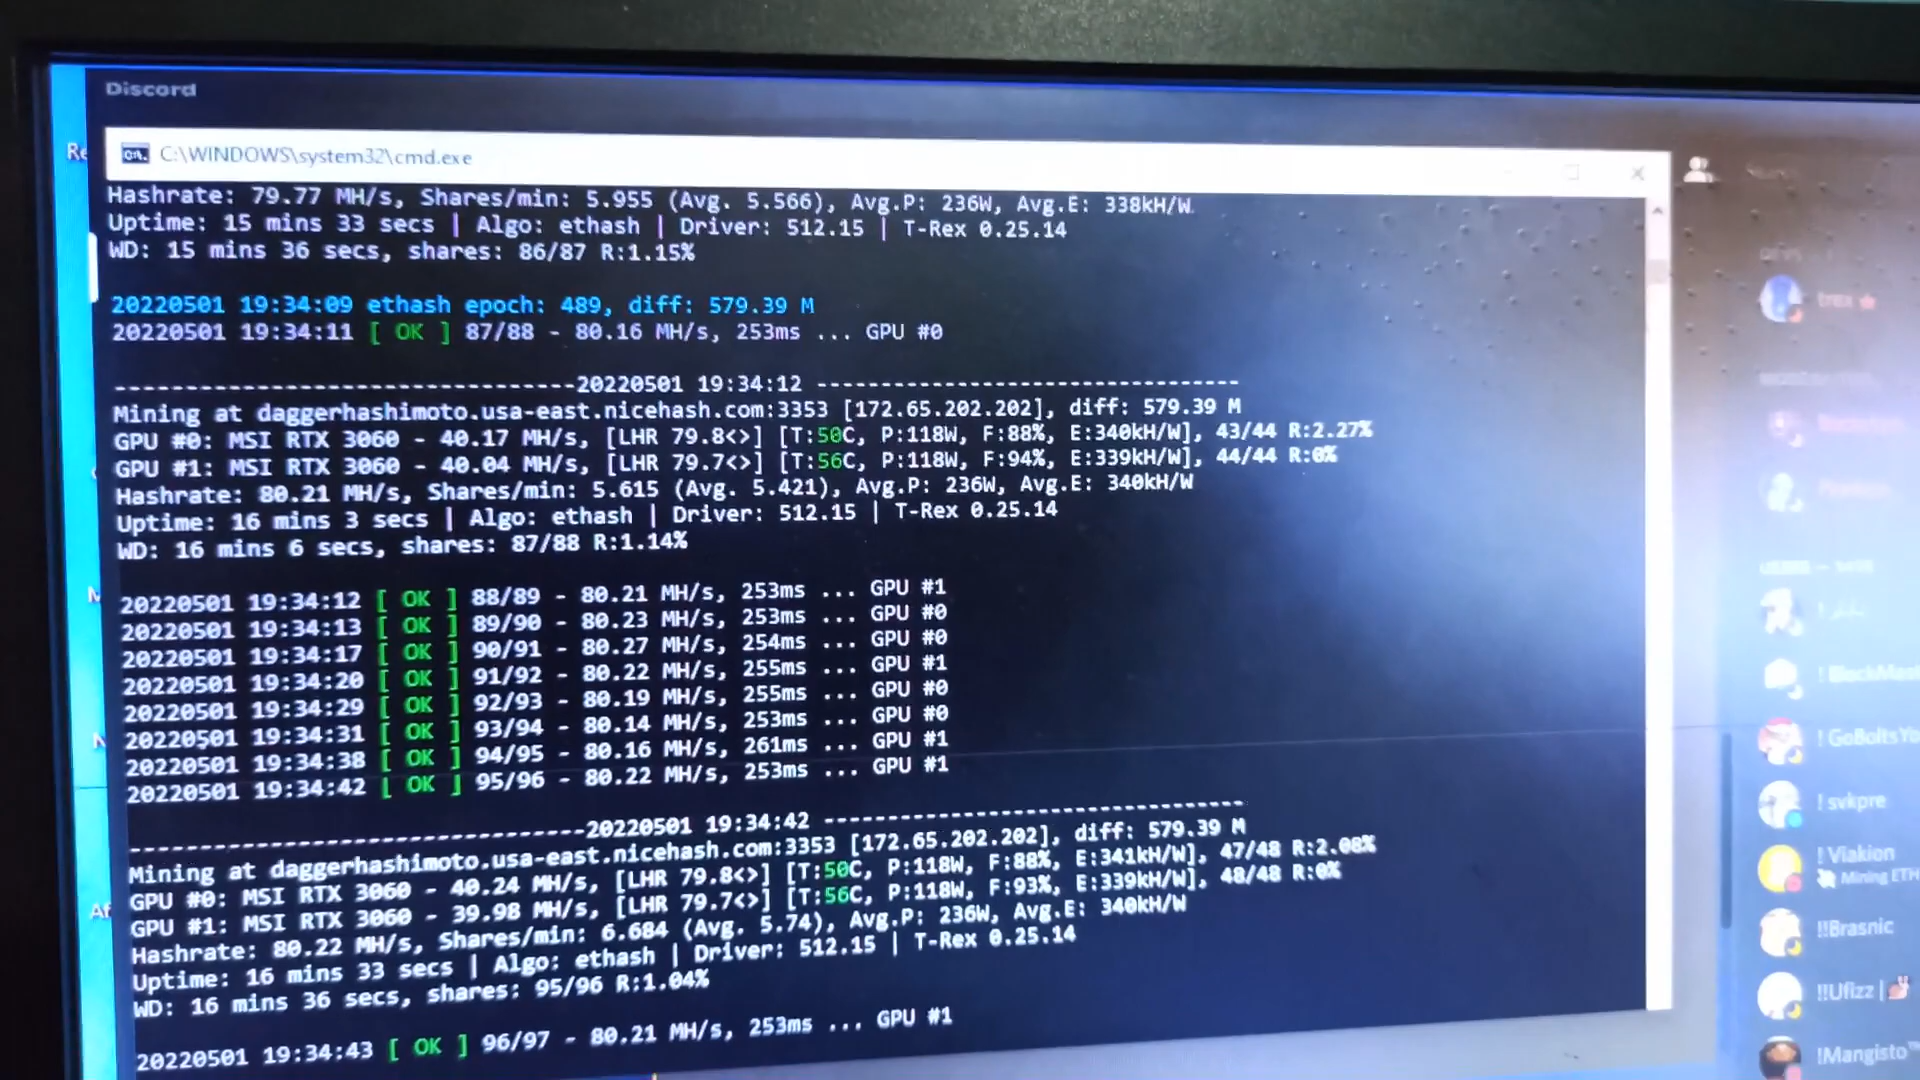 Discord
C:\WINDOWS\system32\cmd.exe
Hashrate: 79.77 MH/s, Shares/min: 5.955 (Avg. 5.566), Avg.P: 236W, Avg.E: 338kH/W
Uptime: 15 mins 33 secs | Algo: ethash | Driver: 512.15 | T-Rex 0.25.14
WD: 15 mins 36 secs, shares: 86/87 R:1.15%
20220501 19:34:09 ethash epoch: 489, diff: 579.39 M
20220501 19:34:11 [ OK ] 87/88 - 80.16 MH/s, 253ms ... GPU #0
--------------------------------20220501 19:34:12 --------------------------------
Mining at daggerhashimoto.usa-east.nicehash.com:3353 [172.65.202.202], diff: 579.39 M
GPU #0: MSI RTX 3060 - 40.17 MH/s, [LHR 79.8<>] [T:50C, P:118W, F:88%, E:340kH/W], 43/44 R:2.27%
GPU #1: MSI RTX 3060 - 40.04 MH/s, [LHR 79.7<>] [T:56C, P:118W, F:94%, E:339kH/W], 44/44 R:0%
Hashrate: 80.21 MH/s, Shares/min: 5.615 (Avg. 5.421), Avg.P: 236W, Avg.E: 340kH/W
Uptime: 16 mins 3 secs | Algo: ethash | Driver: 512.15 | T-Rex 0.25.14
WD: 16 mins 6 secs, shares: 87/88 R:1.14%
20220501 19:34:12 [ OK ] 88/89 - 80.21 MH/s, 253ms ... GPU #1
20220501 19:34:13 [ OK ] 89/90 - 80.23 MH/s, 253ms ... GPU #0
20220501 19:34:17 [ OK ] 90/91 - 80.27 MH/s, 254ms ... GPU #0
20220501 19:34:20 [ OK ] 91/92 - 80.22 MH/s, 255ms ... GPU #1
20220501 19:34:29 [ OK ] 92/93 - 80.19 MH/s, 255ms ... GPU #0
20220501 19:34:31 [ OK ] 93/94 - 80.14 MH/s, 253ms ... GPU #0
20220501 19:34:38 [ OK ] 94/95 - 80.16 MH/s, 261ms ... GPU #1
20220501 19:34:42 [ OK ] 95/96 - 80.22 MH/s, 253ms ... GPU #1
--------------------------------20220501 19:34:42 --------------------------------
Mining at daggerhashimoto.usa-east.nicehash.com:3353 [172.65.202.202], diff: 579.39 M
GPU #0: MSI RTX 3060 - 40.24 MH/s, [LHR 79.8<>] [T:50C, P:118W, F:88%, E:341kH/W], 47/48 R:2.08%
GPU #1: MSI RTX 3060 - 39.98 MH/s, [LHR 79.7<>] [T:56C, P:118W, F:93%, E:339kH/W], 48/48 R:0%
Hashrate: 80.22 MH/s, Shares/min: 6.684 (Avg. 5.74), Avg.P: 236W, Avg.E: 340kH/W
Uptime: 16 mins 33 secs | Algo: ethash | Driver: 512.15 | T-Rex 0.25.14
WD: 16 mins 36 secs, shares: 95/96 R:1.04%
20220501 19:34:43 [ OK ] 96/97 - 80.21 MH/s, 253ms ... GPU #1
! BlockMast
! GoBoltsYo
! svkpre
! Viakion
Mining ETH
!!Brasnic
!!Ufizz |
!Mangisto™